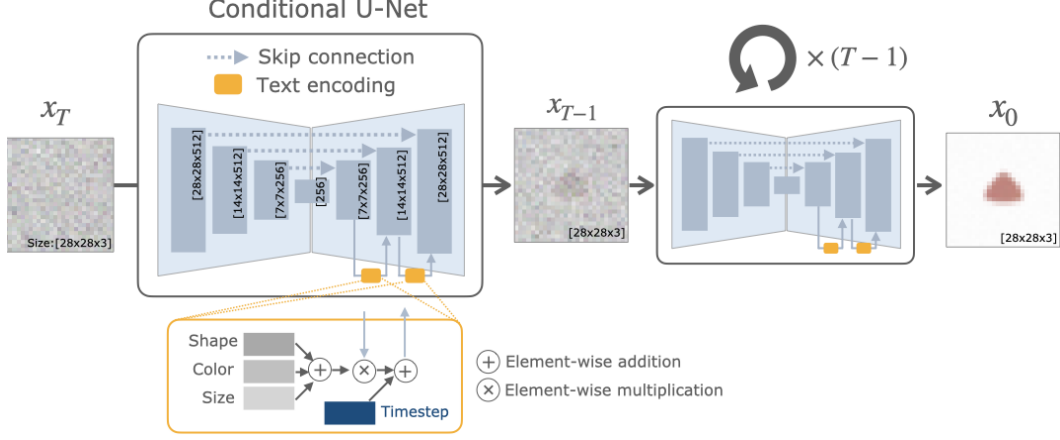 Conditional U-Net
Skip connection
Text encoding
x_T
Size:[28x28x3]
[28x28x512]
[14x14x512]
[7x7x256]
[256]
[7x7x256]
[14x14x512]
[28x28x512]
x_{T−1}
[28x28x3]
× (T − 1)
x_0
[28x28x3]
Shape
Color
Size
Timestep
+ Element-wise addition
× Element-wise multiplication